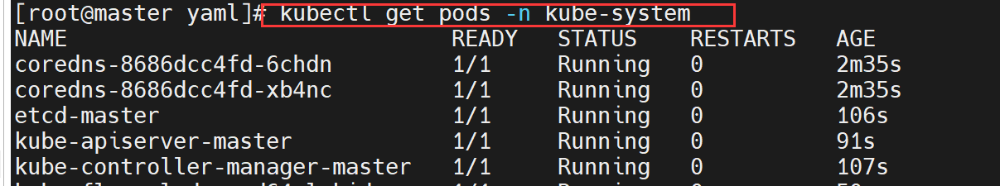 [root@master yaml]# kubectl get pods -n kube-system
NAME READY STATUS RESTARTS AGE
coredns-8686dcc4fd-6chdn 1/1 Running 0 2m35s
coredns-8686dcc4fd-xb4nc 1/1 Running 0 2m35s
etcd-master 1/1 Running 0 106s
kube-apiserver-master 1/1 Running 0 91s
kube-controller-manager-master 1/1 Running 0 107s